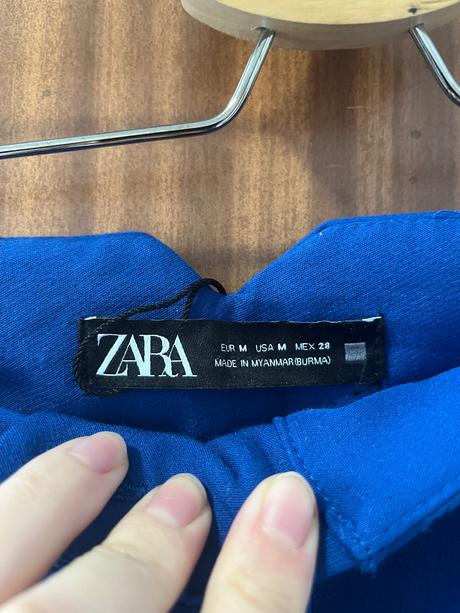 ZARA
EUR M USA M MEX 28
MADE IN MYANMAR(BURMA)